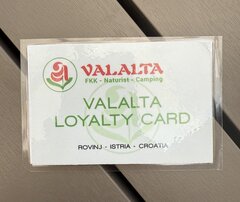 VALALTA
FKK - Naturist - Camping
VALALTA
LOYALTY CARD
ROVINJ - ISTRIA - CROATIA